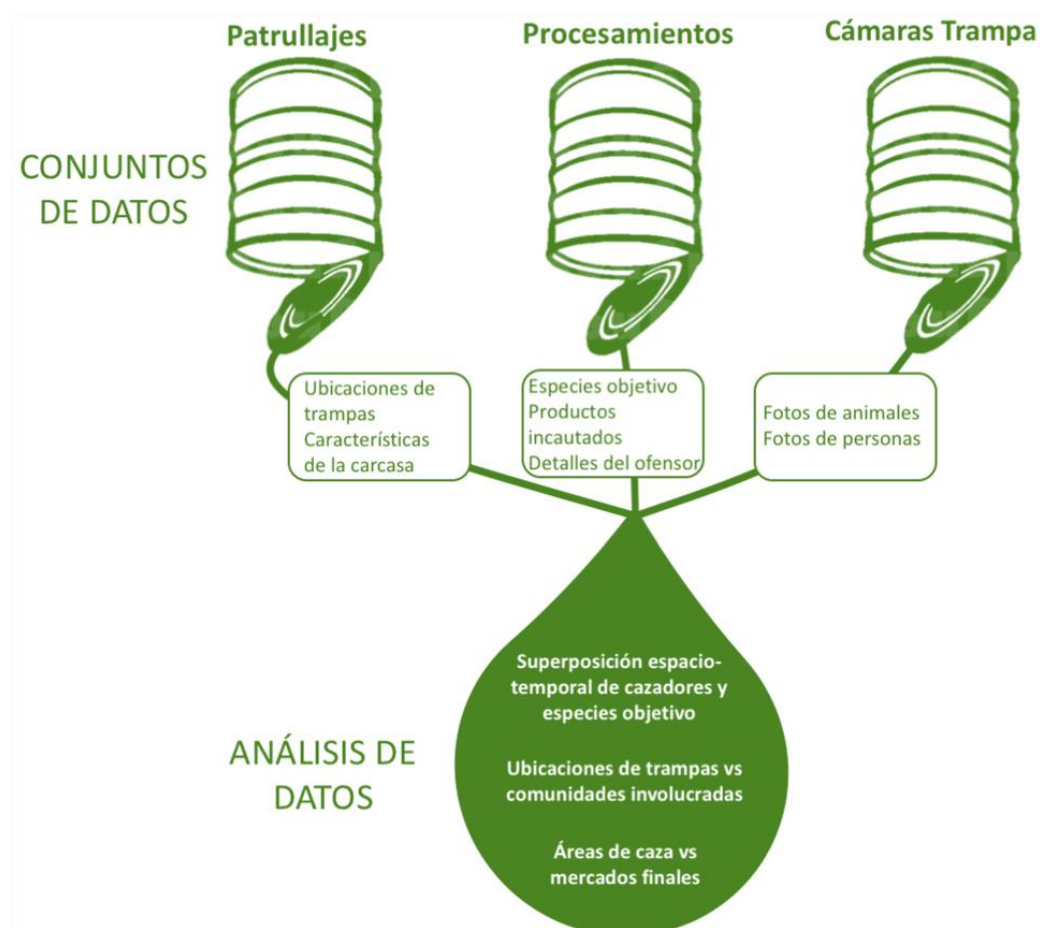 Patrullajes
Procesamientos
Cámaras Trampa
CONJUNTOS
DE DATOS
Ubicaciones de
trampas
Características
de la carcasa
Especies objetivo
Productos
incautados
Detalles del ofensor
Fotos de animales
Fotos de personas
Superposición espacio-
temporal de cazadores y
especies objetivo
ANÁLISIS DE
DATOS
Ubicaciones de trampas vs
comunidades involucradas
Áreas de caza vs
mercados finales